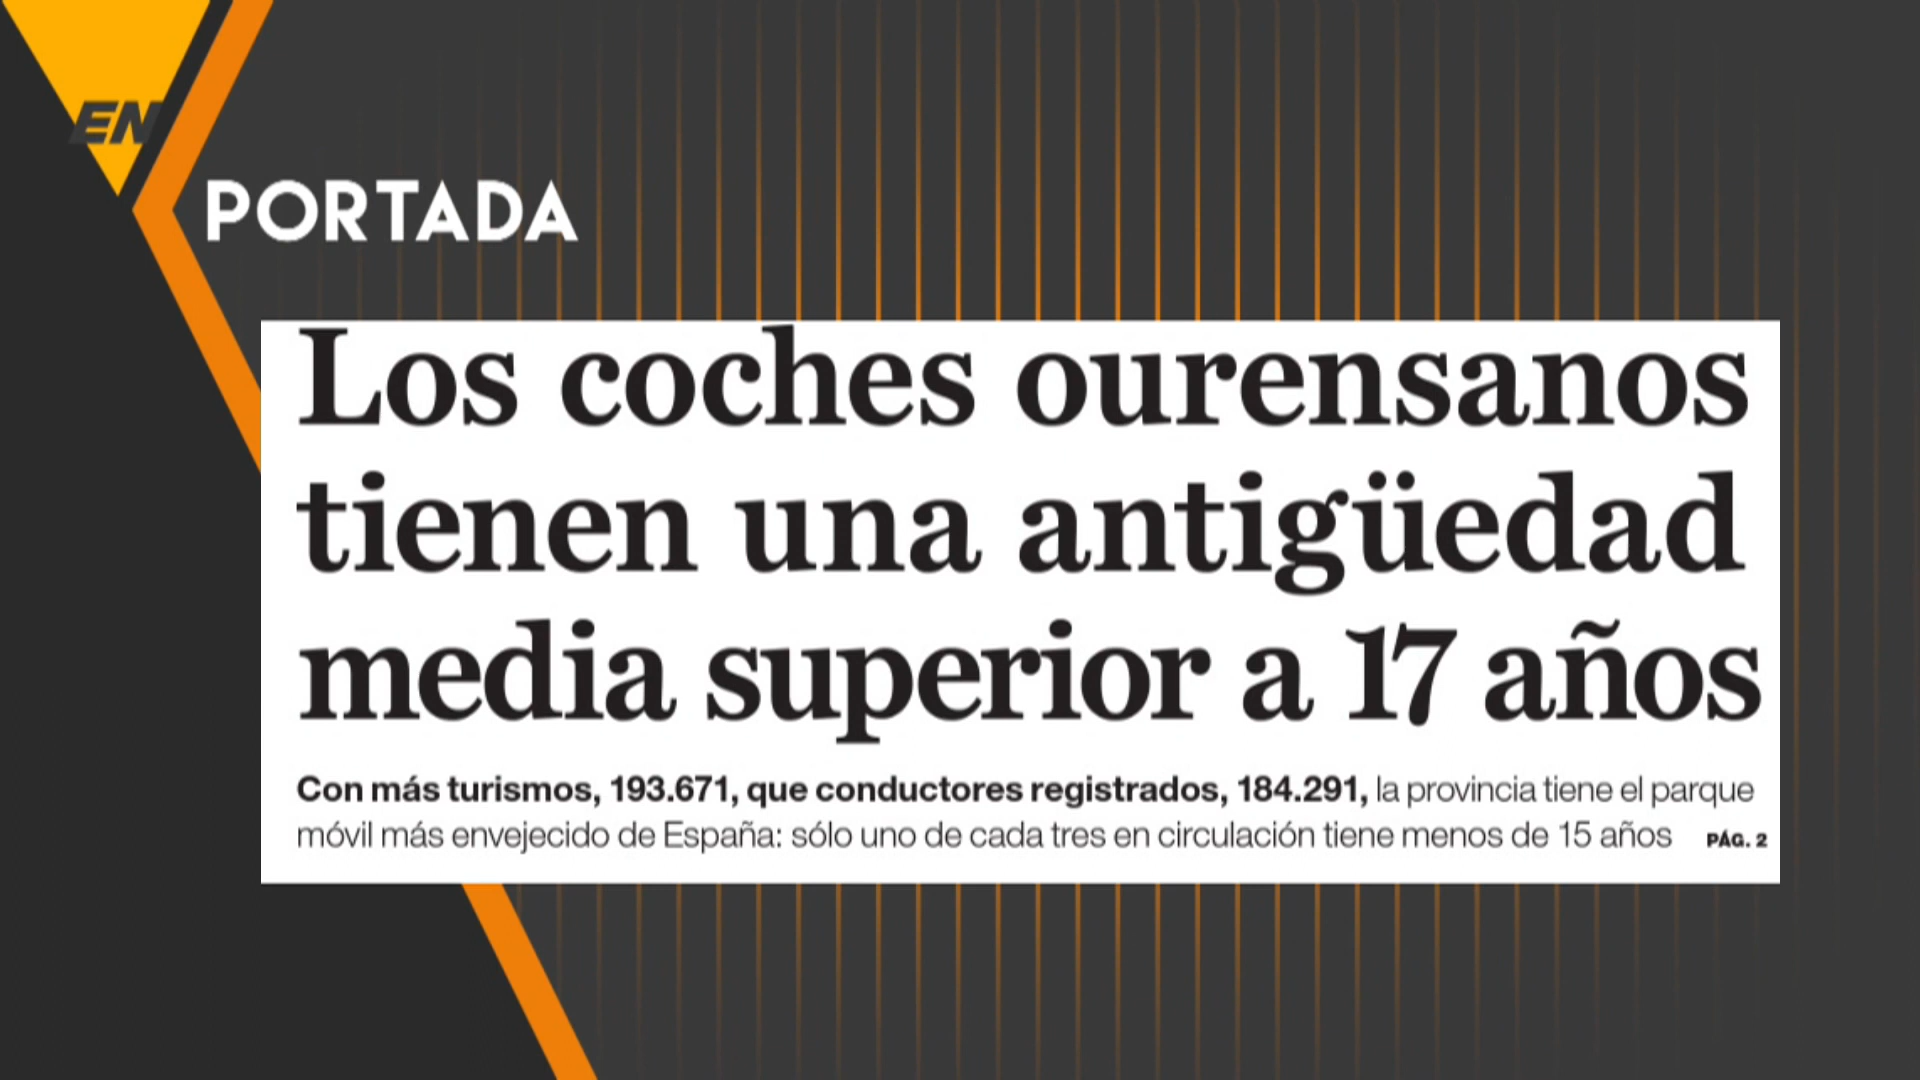 EN
PORTADA
Los coches ourensanos
tienen una antigüedad
media superior a 17 años
Con más turismos, 193.671, que conductores registrados, 184.291, la provincia tiene el parque
móvil más envejecido de España: sólo uno de cada tres en circulación tiene menos de 15 años PÁG. 2